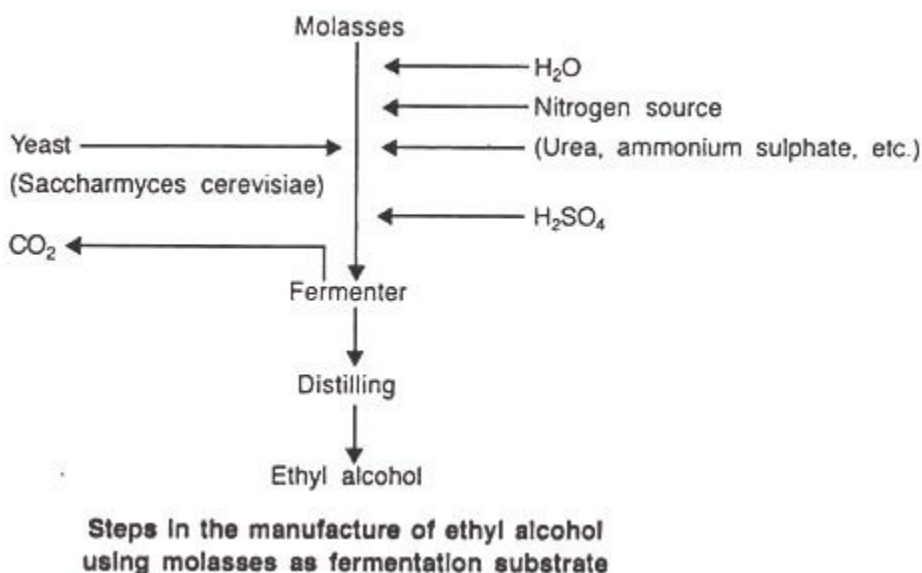 Molasses
H₂O
Nitrogen source
Yeast
(Urea, ammonium sulphate, etc.)
(Saccharmyces cerevisiae)
H₂SO₄
CO₂
Fermenter
Distilling
Ethyl alcohol
Steps in the manufacture of ethyl alcohol
using molasses as fermentation substrate